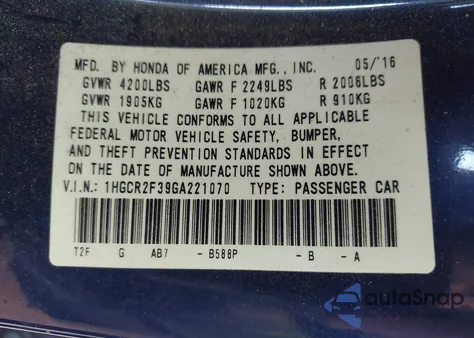 MFD. BY HONDA OF AMERICA MFG., INC. 05/'16
GVWR 4200LBS GAWR F 2249LBS R 2006LBS
GVWR 1905KG GAWR F 1020KG R 910KG
THIS VEHICLE CONFORMS TO ALL APPLICABLE
FEDERAL MOTOR VEHICLE SAFETY, BUMPER,
AND THEFT PREVENTION STANDARDS IN EFFECT
ON THE DATE OF MANUFACTURE SHOWN ABOVE.
V.I.N.: 1HGCR2F39GA221070 TYPE: PASSENGER CAR
T2F G AB7 - B588P - B - A
autoSnap